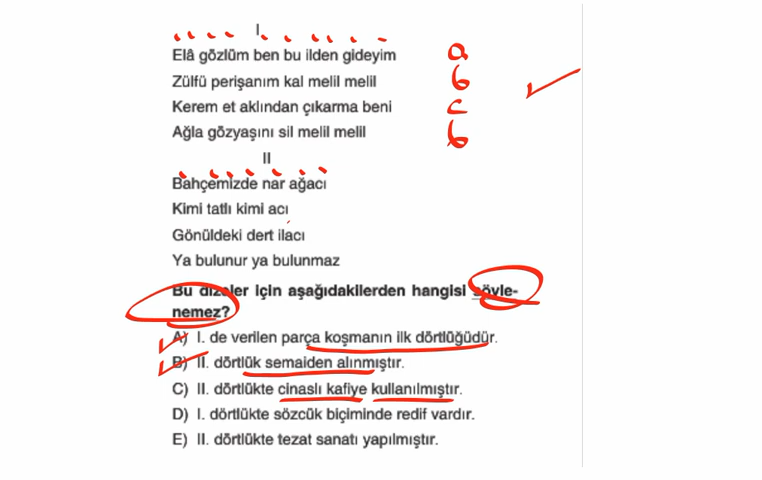 I.
Elâ gözlüm ben bu ilden gideyim a
Zülfü perişanım kal melil melil b
Kerem et aklından çıkarma beni c
Ağla gözyaşını sil melil melil b
II
Bahçemizde nar ağacı
Kimi tatlı kimi acı
Gönüldeki dert ilacı
Ya bulunur ya bulunmaz
Bu dizeler için aşağıdakilerden hangisi söyle-
nemez?
A) I. de verilen parça koşmanın ilk dörtlüğüdür.
B) II. dörtlük semaiden alınmıştır.
C) II. dörtlükte cinaslı kafiye kullanılmıştır.
D) I. dörtlükte sözcük biçiminde redif vardır.
E) II. dörtlükte tezat sanatı yapılmıştır.